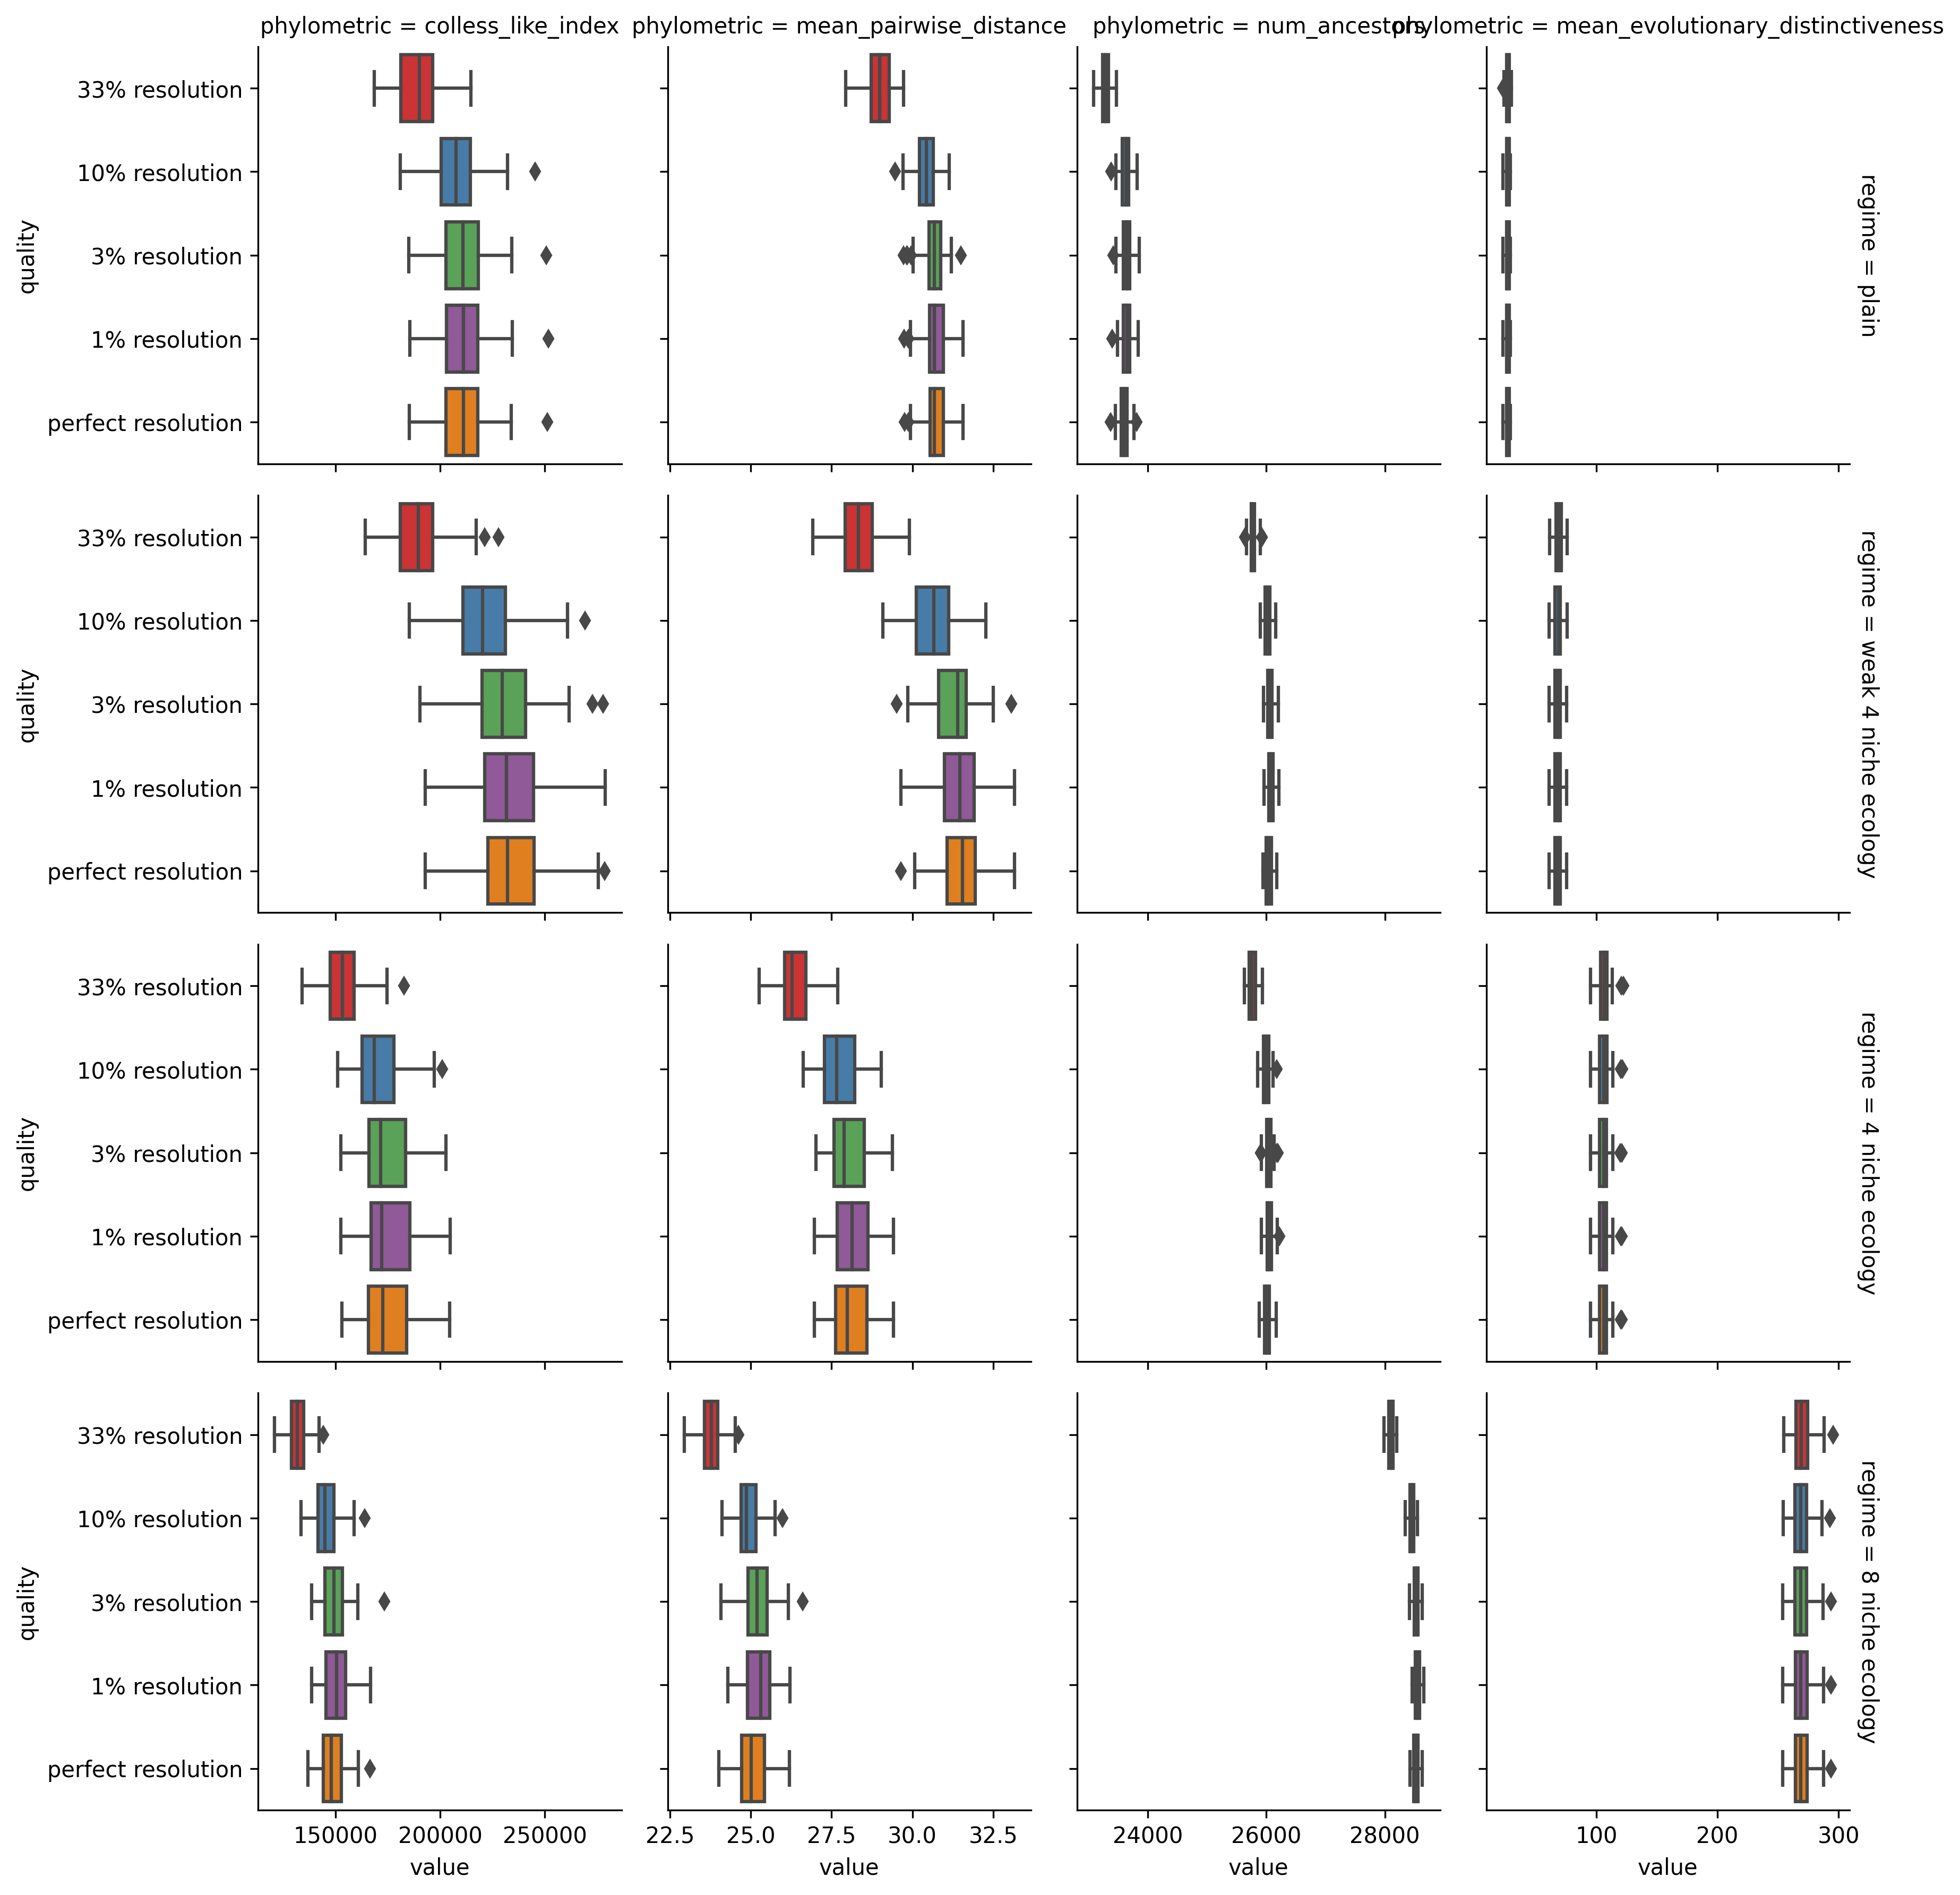 phylometric = colless_like_index
phylometric = mean_pairwise_distance
phylometric = num_ancestors
phylometric = mean_evolutionary_distinctiveness
quality
33% resolution
10% resolution
3% resolution
1% resolution
perfect resolution
regime = plain
quality
33% resolution
10% resolution
3% resolution
1% resolution
perfect resolution
regime = weak 4 niche ecology
quality
33% resolution
10% resolution
3% resolution
1% resolution
perfect resolution
regime = 4 niche ecology
quality
33% resolution
10% resolution
3% resolution
1% resolution
perfect resolution
regime = 8 niche ecology
150000 200000 250000
value
22.5 25.0 27.5 30.0 32.5
value
24000 26000 28000
value
100 200 300
value